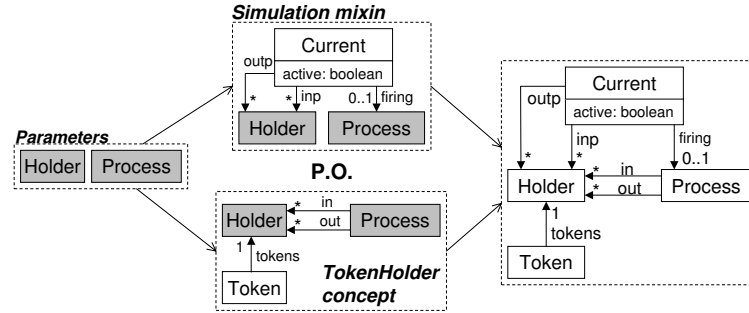 Simulation mixin
Current
active: boolean
outp
*
*
inp
0..1
firing
Holder
Process
Parameters
Holder
Process
P.O.
Holder
*
in
*
out
Process
1
tokens
Token
TokenHolder
concept
Current
active: boolean
outp
*
inp
*
firing
0..1
Holder
*
in
*
out
Process
1
tokens
Token